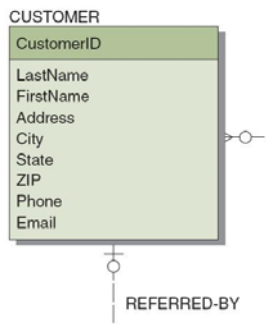 CUSTOMER
CustomerID
LastName
FirstName
Address
City
State
ZIP
Phone
Email
REFERRED-BY